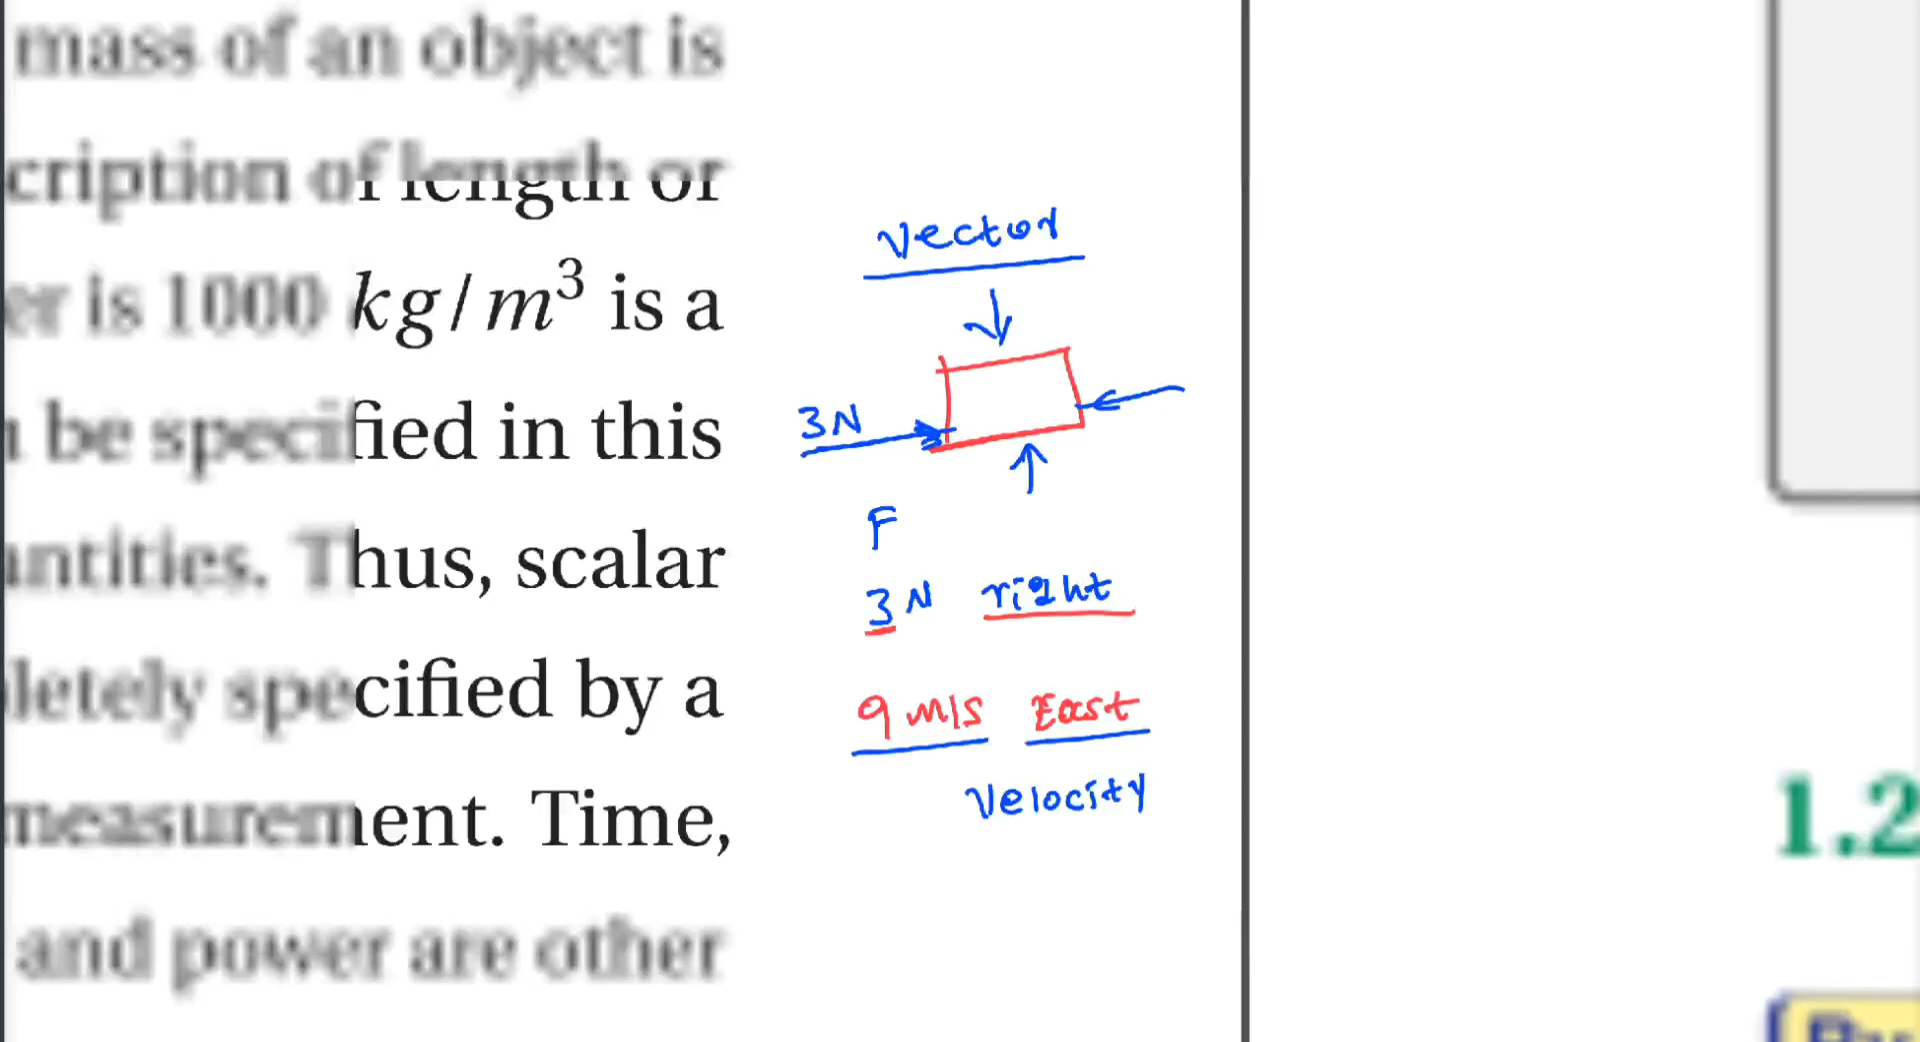 mass of an object is
cription of length or
er is 1000 kg/m³ is a
be specified in this
antities. Thus, scalar
letely specified by a
measurement. Time,
and power are other
Vector
3N
F
3N right
9 m/s East
Velocity
1.2